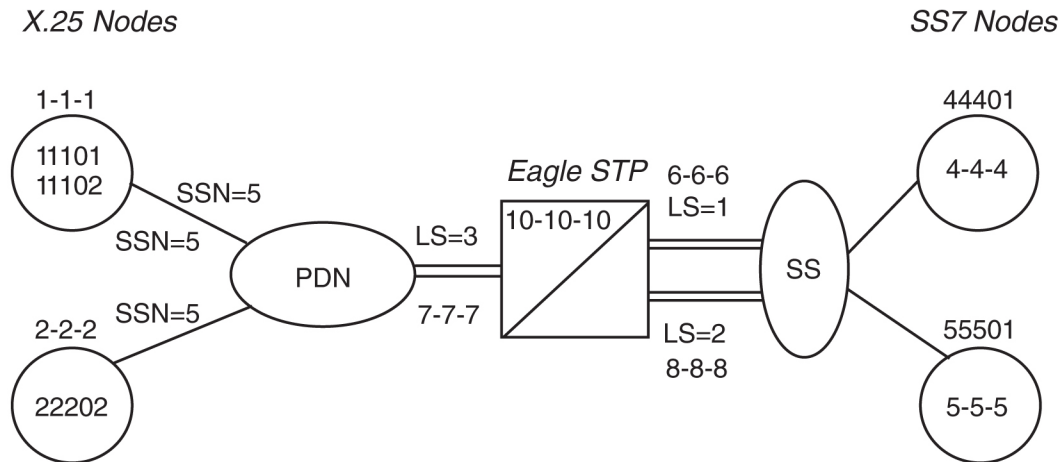 X.25 Nodes
SS7 Nodes
1-1-1
11101
11102
SSN=5
SSN=5
SSN=5
2-2-2
22202
PDN
LS=3
7-7-7
Eagle STP
10-10-10
6-6-6
LS=1
LS=2
8-8-8
SS
44401
4-4-4
55501
5-5-5